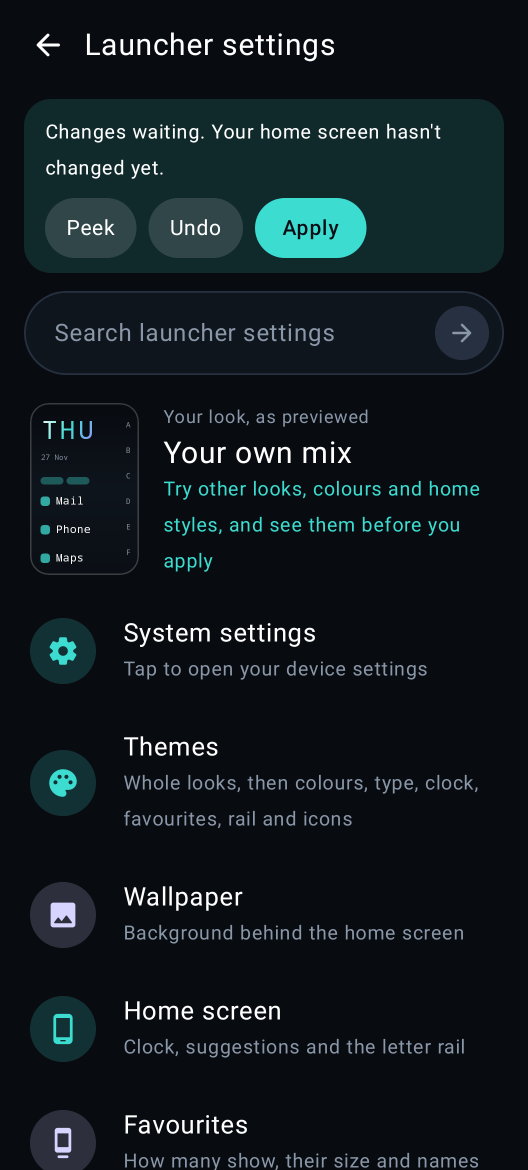 Launcher settings
Changes waiting. Your home screen hasn't
changed yet.
Peek
Undo
Apply
Search launcher settings
THU
27 Nov
Mail
Phone
Maps
A
B
C
D
E
F
Your look, as previewed
Your own mix
Try other looks, colours and home
styles, and see them before you
apply
System settings
Tap to open your device settings
Themes
Whole looks, then colours, type, clock,
favourites, rail and icons
Wallpaper
Background behind the home screen
Home screen
Clock, suggestions and the letter rail
Favourites
How many show, their size and names